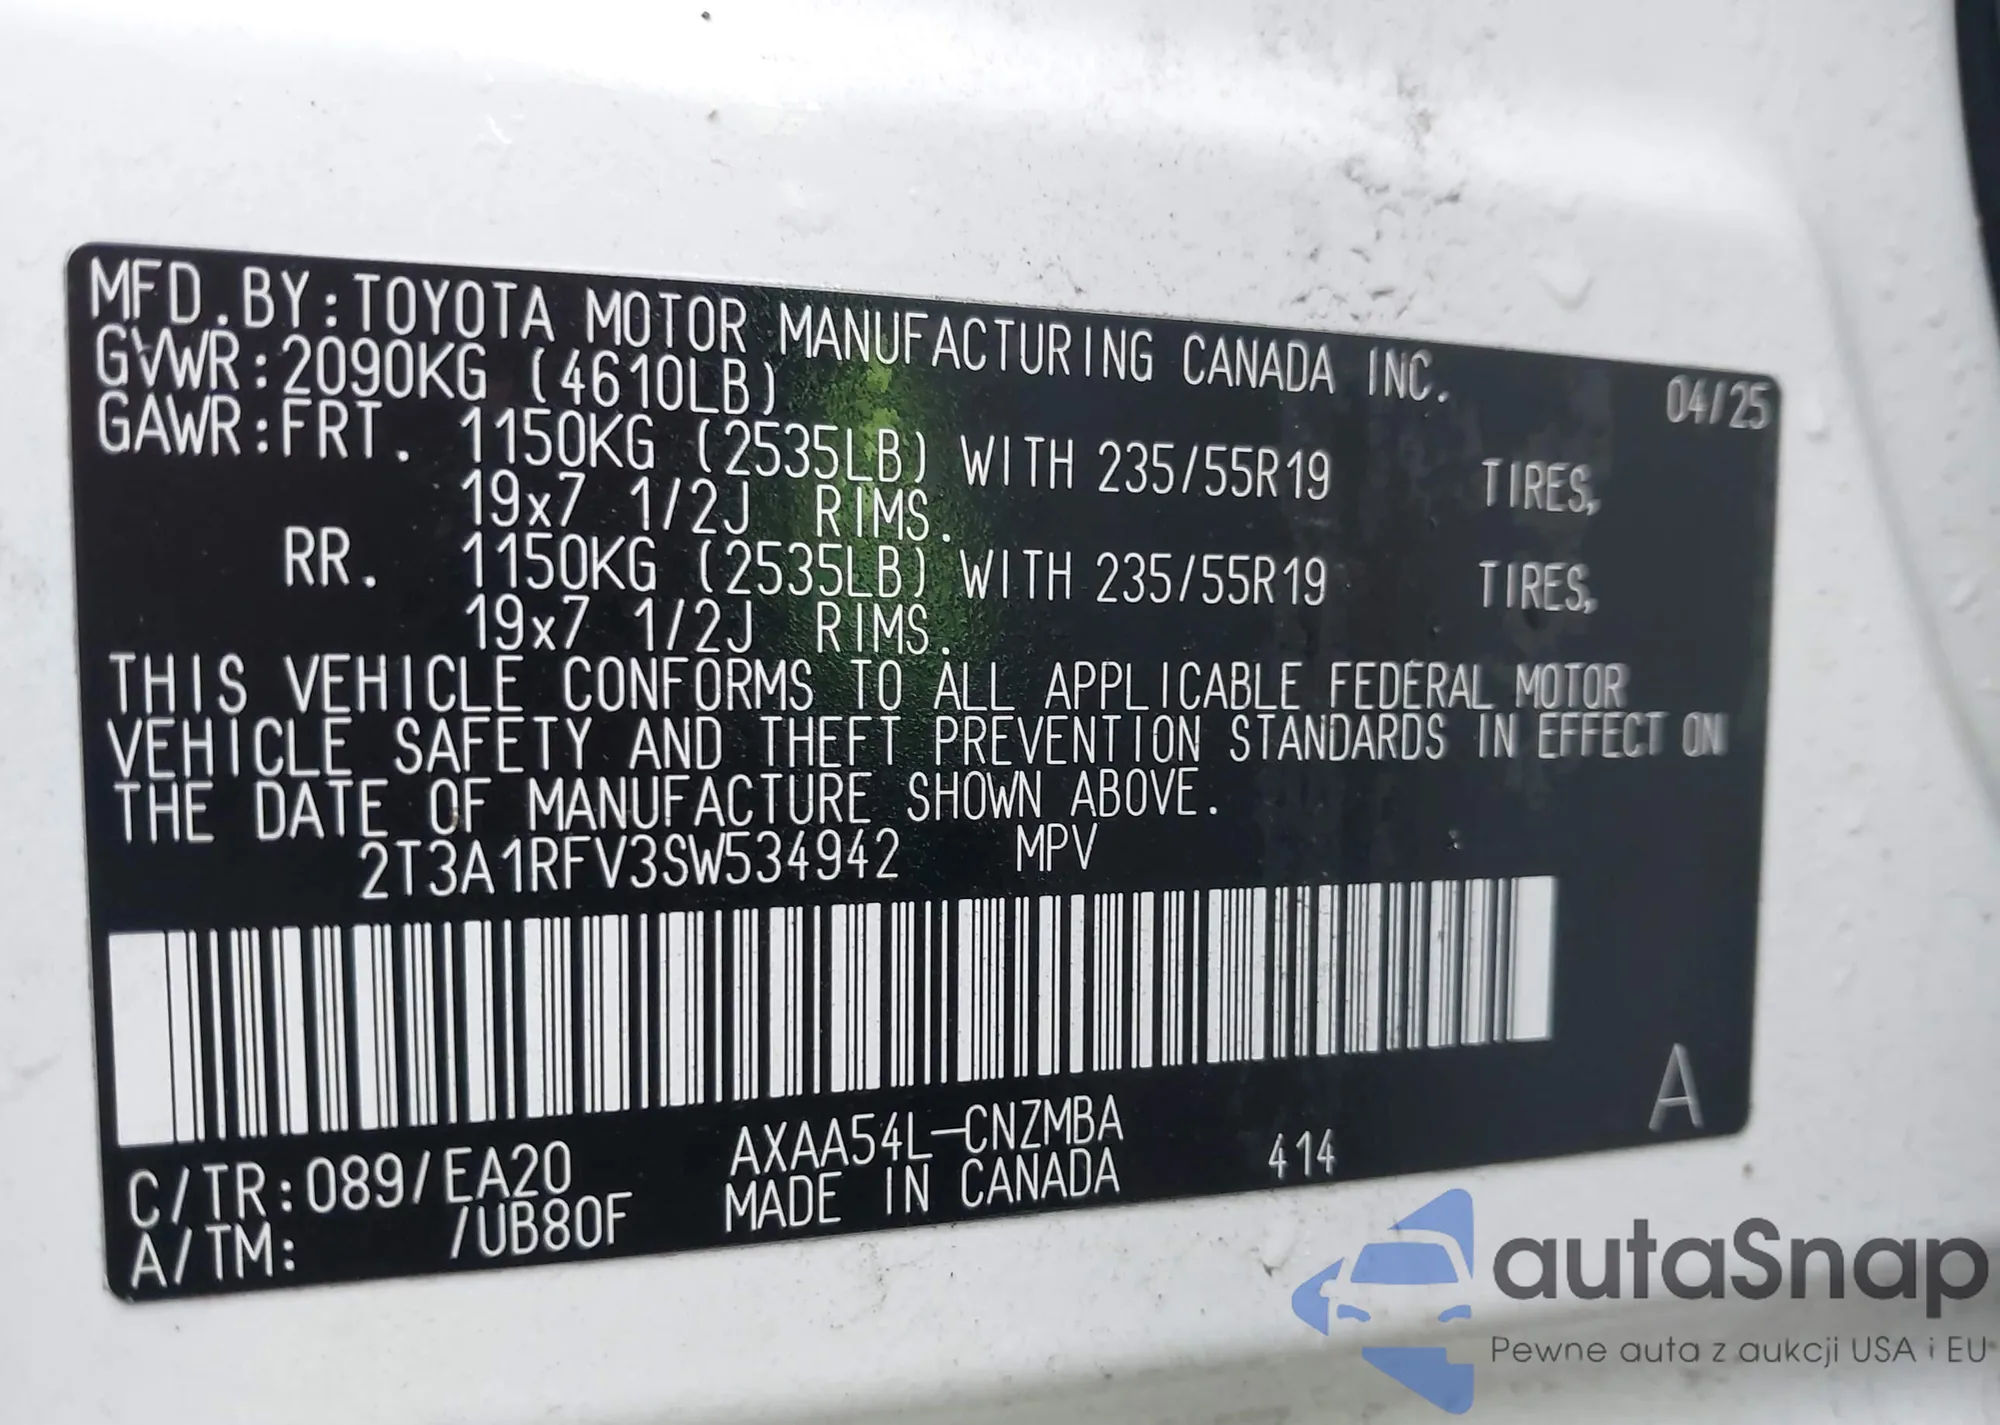 MFD.BY:TOYOTA MOTOR MANUFACTURING CANADA INC.
GVWR:2090KG (4610LB) 04/25
GAWR:FRT. 1150KG (2535LB) WITH 235/55R19 TIRES,
19x7 1/2J RIMS.
RR. 1150KG (2535LB) WITH 235/55R19 TIRES,
19x7 1/2J RIMS.
THIS VEHICLE CONFORMS TO ALL APPLICABLE FEDERAL MOTOR
VEHICLE SAFETY AND THEFT PREVENTION STANDARDS IN EFFECT ON
THE DATE OF MANUFACTURE SHOWN ABOVE.
2T3A1RFV3SW534942 MPV
A
C/TR:089/EA20 AXAA54L-CNZMBA
A/TM: /UB80F MADE IN CANADA 414
autaSnap
Pewne auta z aukcji USA i EU